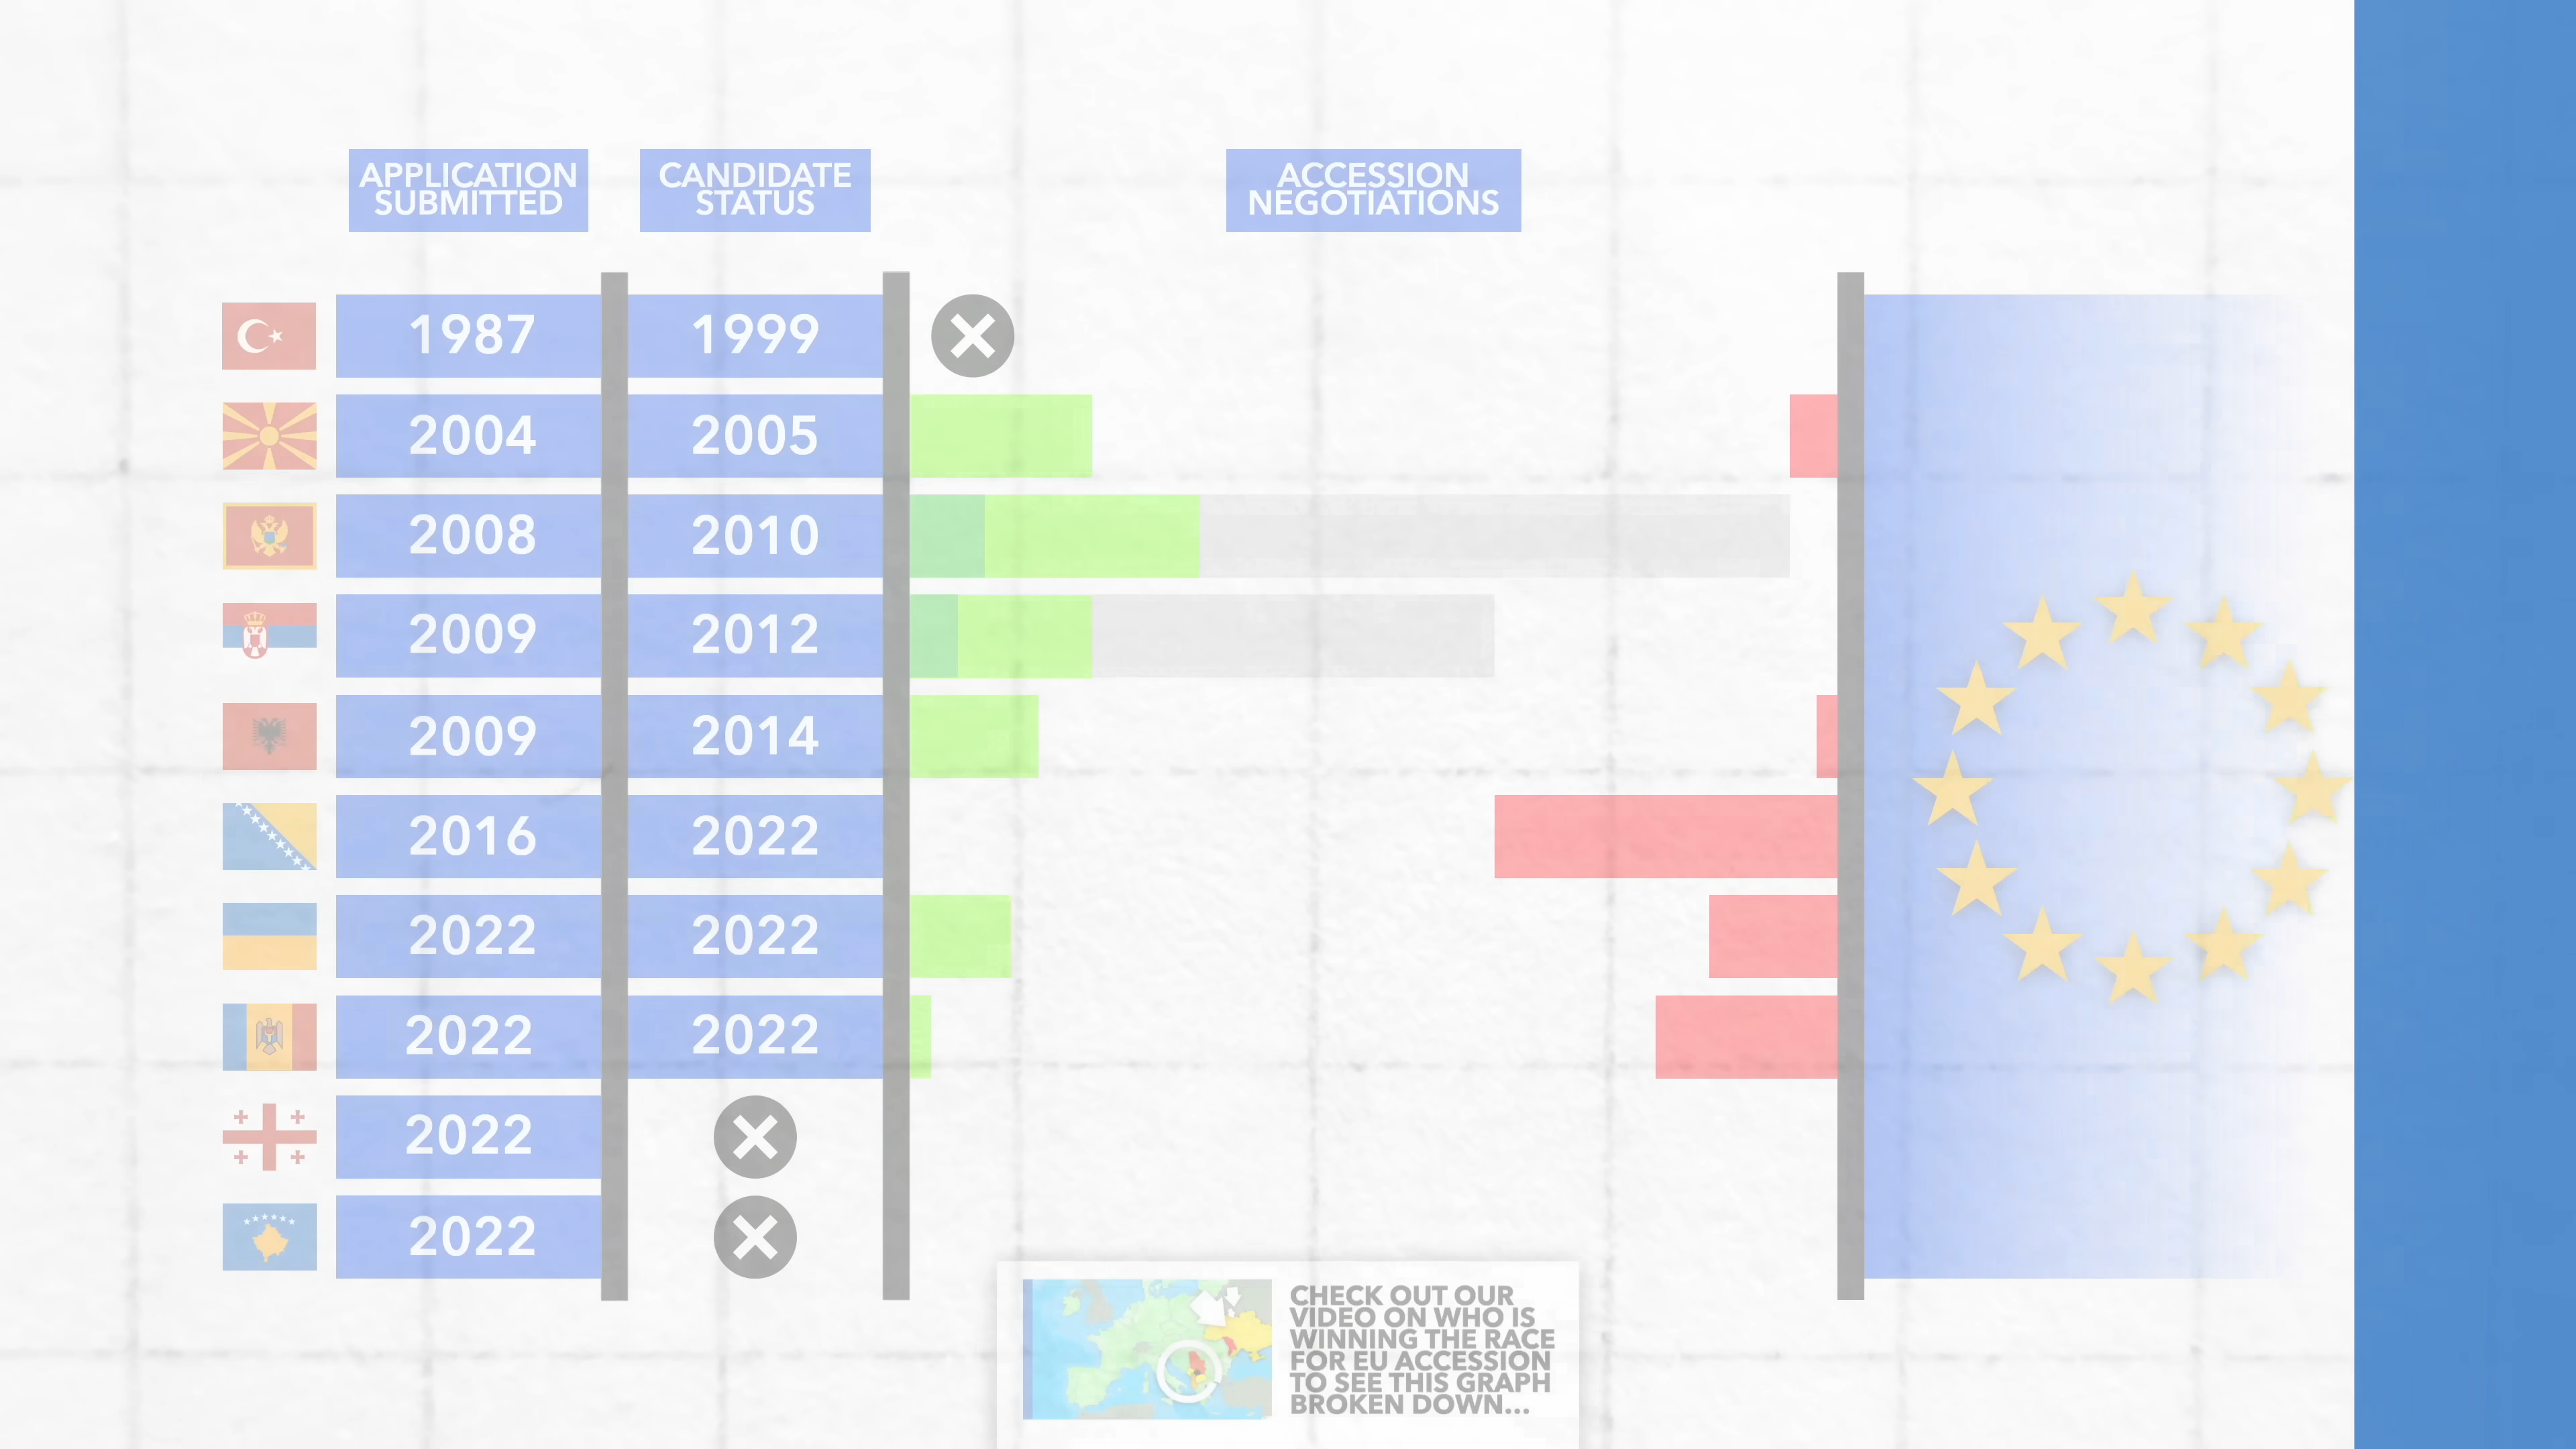 APPLICATION
SUBMITTED
CANDIDATE
STATUS
ACCESSION
NEGOTIATIONS
1987 1999
2004 2005
2008 2010
2009 2012
2009 2014
2016 2022
2022 2022
2022 2022
2022
2022
CHECK OUT OUR
VIDEO ON WHO IS
WINNING THE RACE
FOR EU ACCESSION
TO SEE THIS GRAPH
BROKEN DOWN...